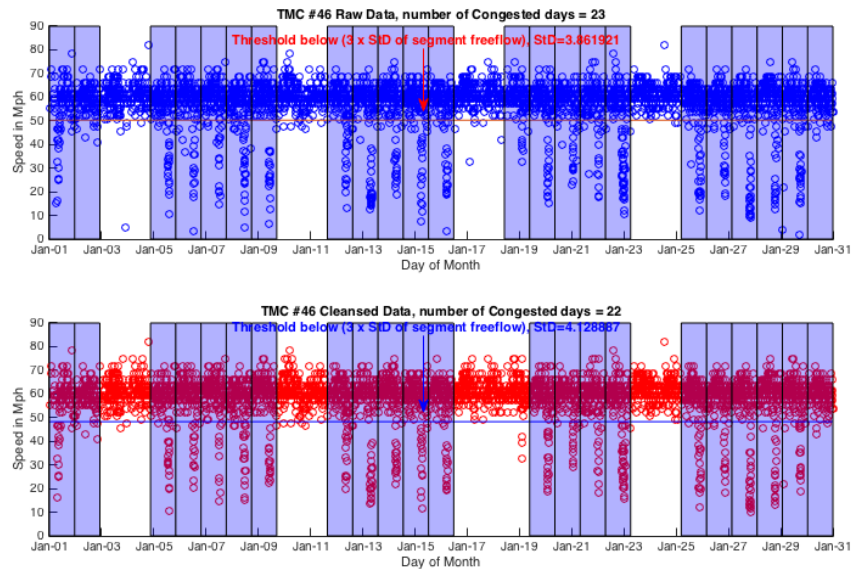 TMC #46 Raw Data, number of Congested days = 23
Threshold below (3 x StD of segment freeflow), StD=3.861921
90
80
70
60
50
40
30
20
10
0
Speed in Mph
Jan-01 Jan-03 Jan-05 Jan-07 Jan-09 Jan-11 Jan-13 Jan-15 Jan-17 Jan-19 Jan-21 Jan-23 Jan-25 Jan-27 Jan-29 Jan-31
Day of Month
TMC #46 Cleansed Data, number of Congested days = 22
Threshold below (3 x StD of segment freeflow), StD=4.128887
90
80
70
60
50
40
30
20
10
0
Speed in Mph
Jan-01 Jan-03 Jan-05 Jan-07 Jan-09 Jan-11 Jan-13 Jan-15 Jan-17 Jan-19 Jan-21 Jan-23 Jan-25 Jan-27 Jan-29 Jan-31
Day of Month